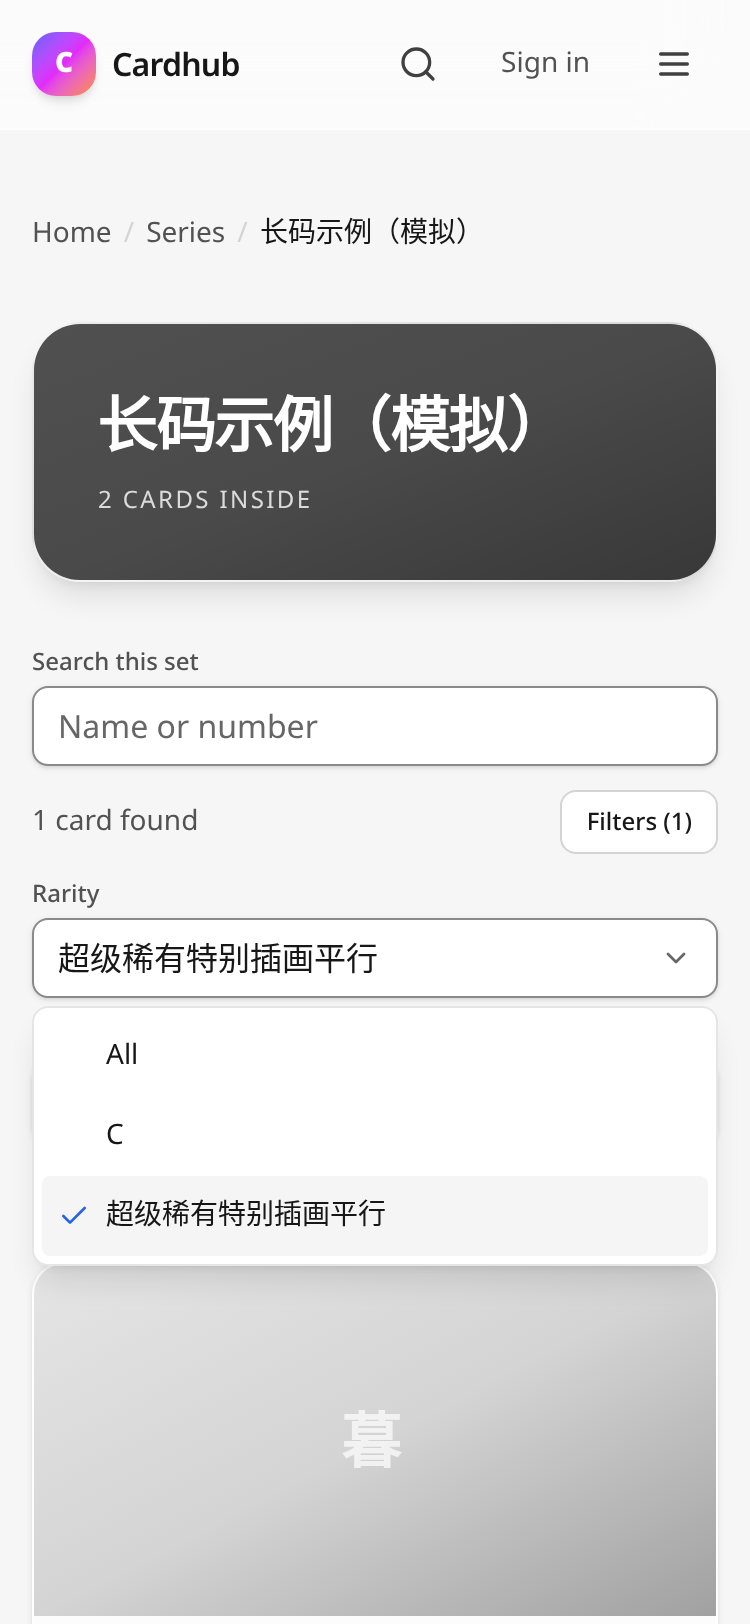 C Cardhub Sign in
Home / Series / 长码示例（模拟）
长码示例（模拟）
2 CARDS INSIDE
Search this set
Name or number
1 card found Filters (1)
Rarity
超级稀有特别插画平行
All
C
超级稀有特别插画平行
暮